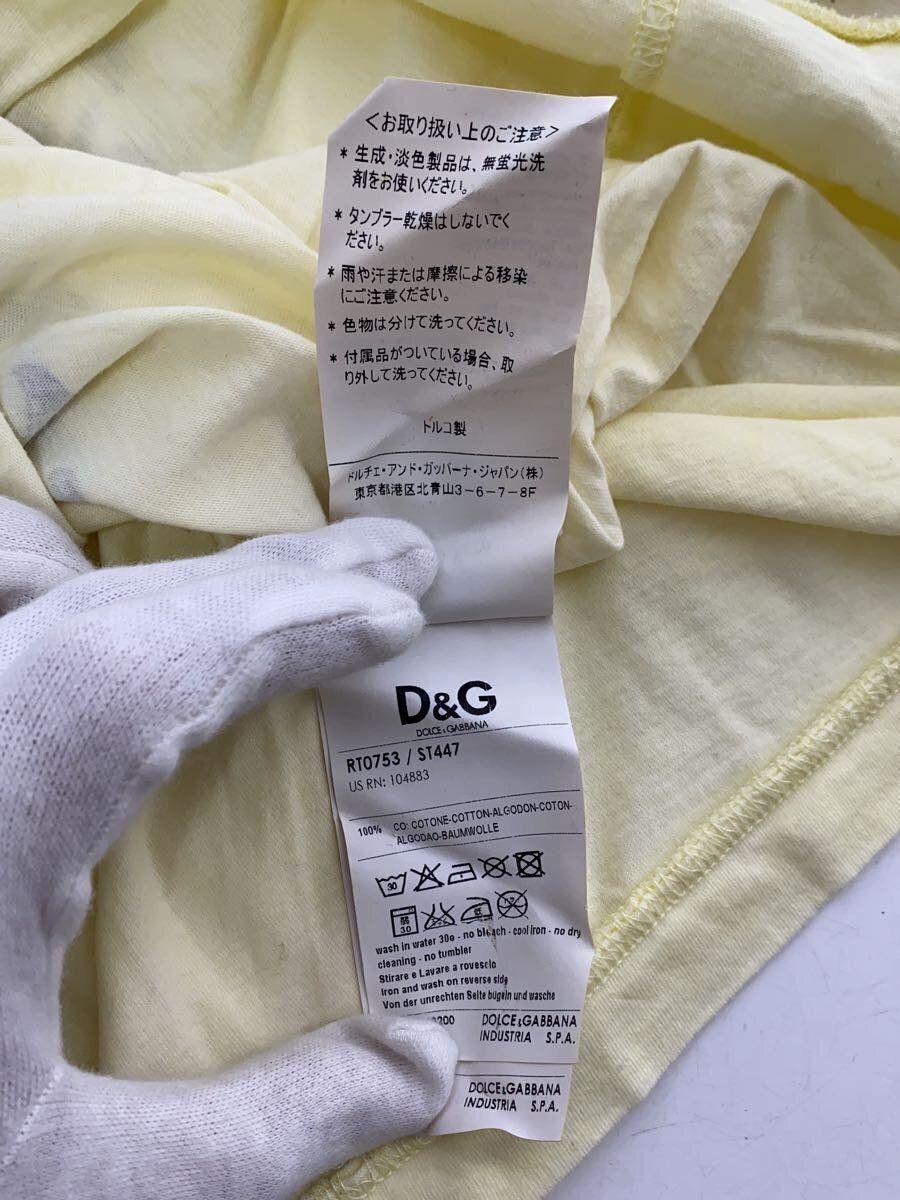 ＜お取り扱い上のご注意＞
* 生成・淡色製品は、無蛍光洗
剤をお使いください。
* タンブラー乾燥はしないでく
ださい。
* 雨や汗または摩擦による移染
にご注意ください。
* 色物は分けて洗ってください。
* 付属品がついている場合、取
り外して洗ってください。
トルコ製
ドルチェ・アンド・ガッバーナ・ジャパン(株)
東京都港区北青山3-6-7-8F
D&G
DOLCE&GABBANA
RT0753 / ST447
US RN: 104883
100% CO: COTONE-COTTON-ALGODON-COTON-
ALGODAO-BAUMWOLLE
30
弱
30
wash in water 30e - no bleach - cool iron - no dry
cleaning - no tumbler
Stirare e Lavare a rovescio
Iron and wash on reverse side
Von der unrechten Seite bügeln und wasche
200 DOLCE&GABBANA
INDUSTRIA S.P.A.
DOLCE&GABBANA
INDUSTRIA S.P.A.